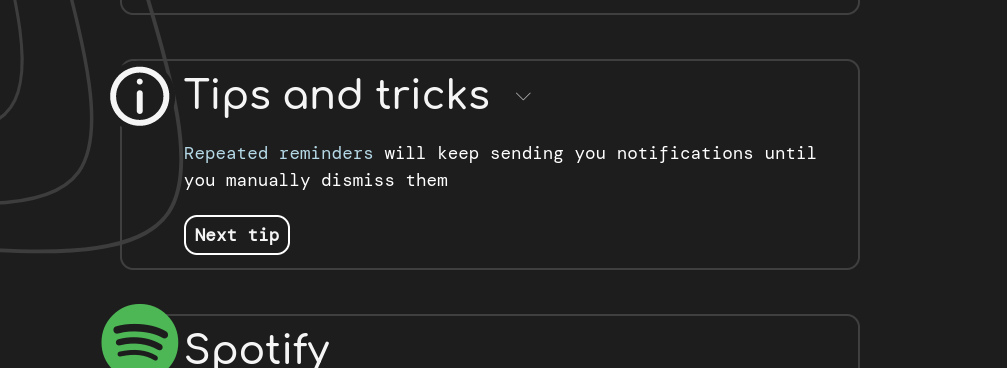 Tips and tricks
Repeated reminders will keep sending you notifications until
you manually dismiss them
Next tip
Spotify